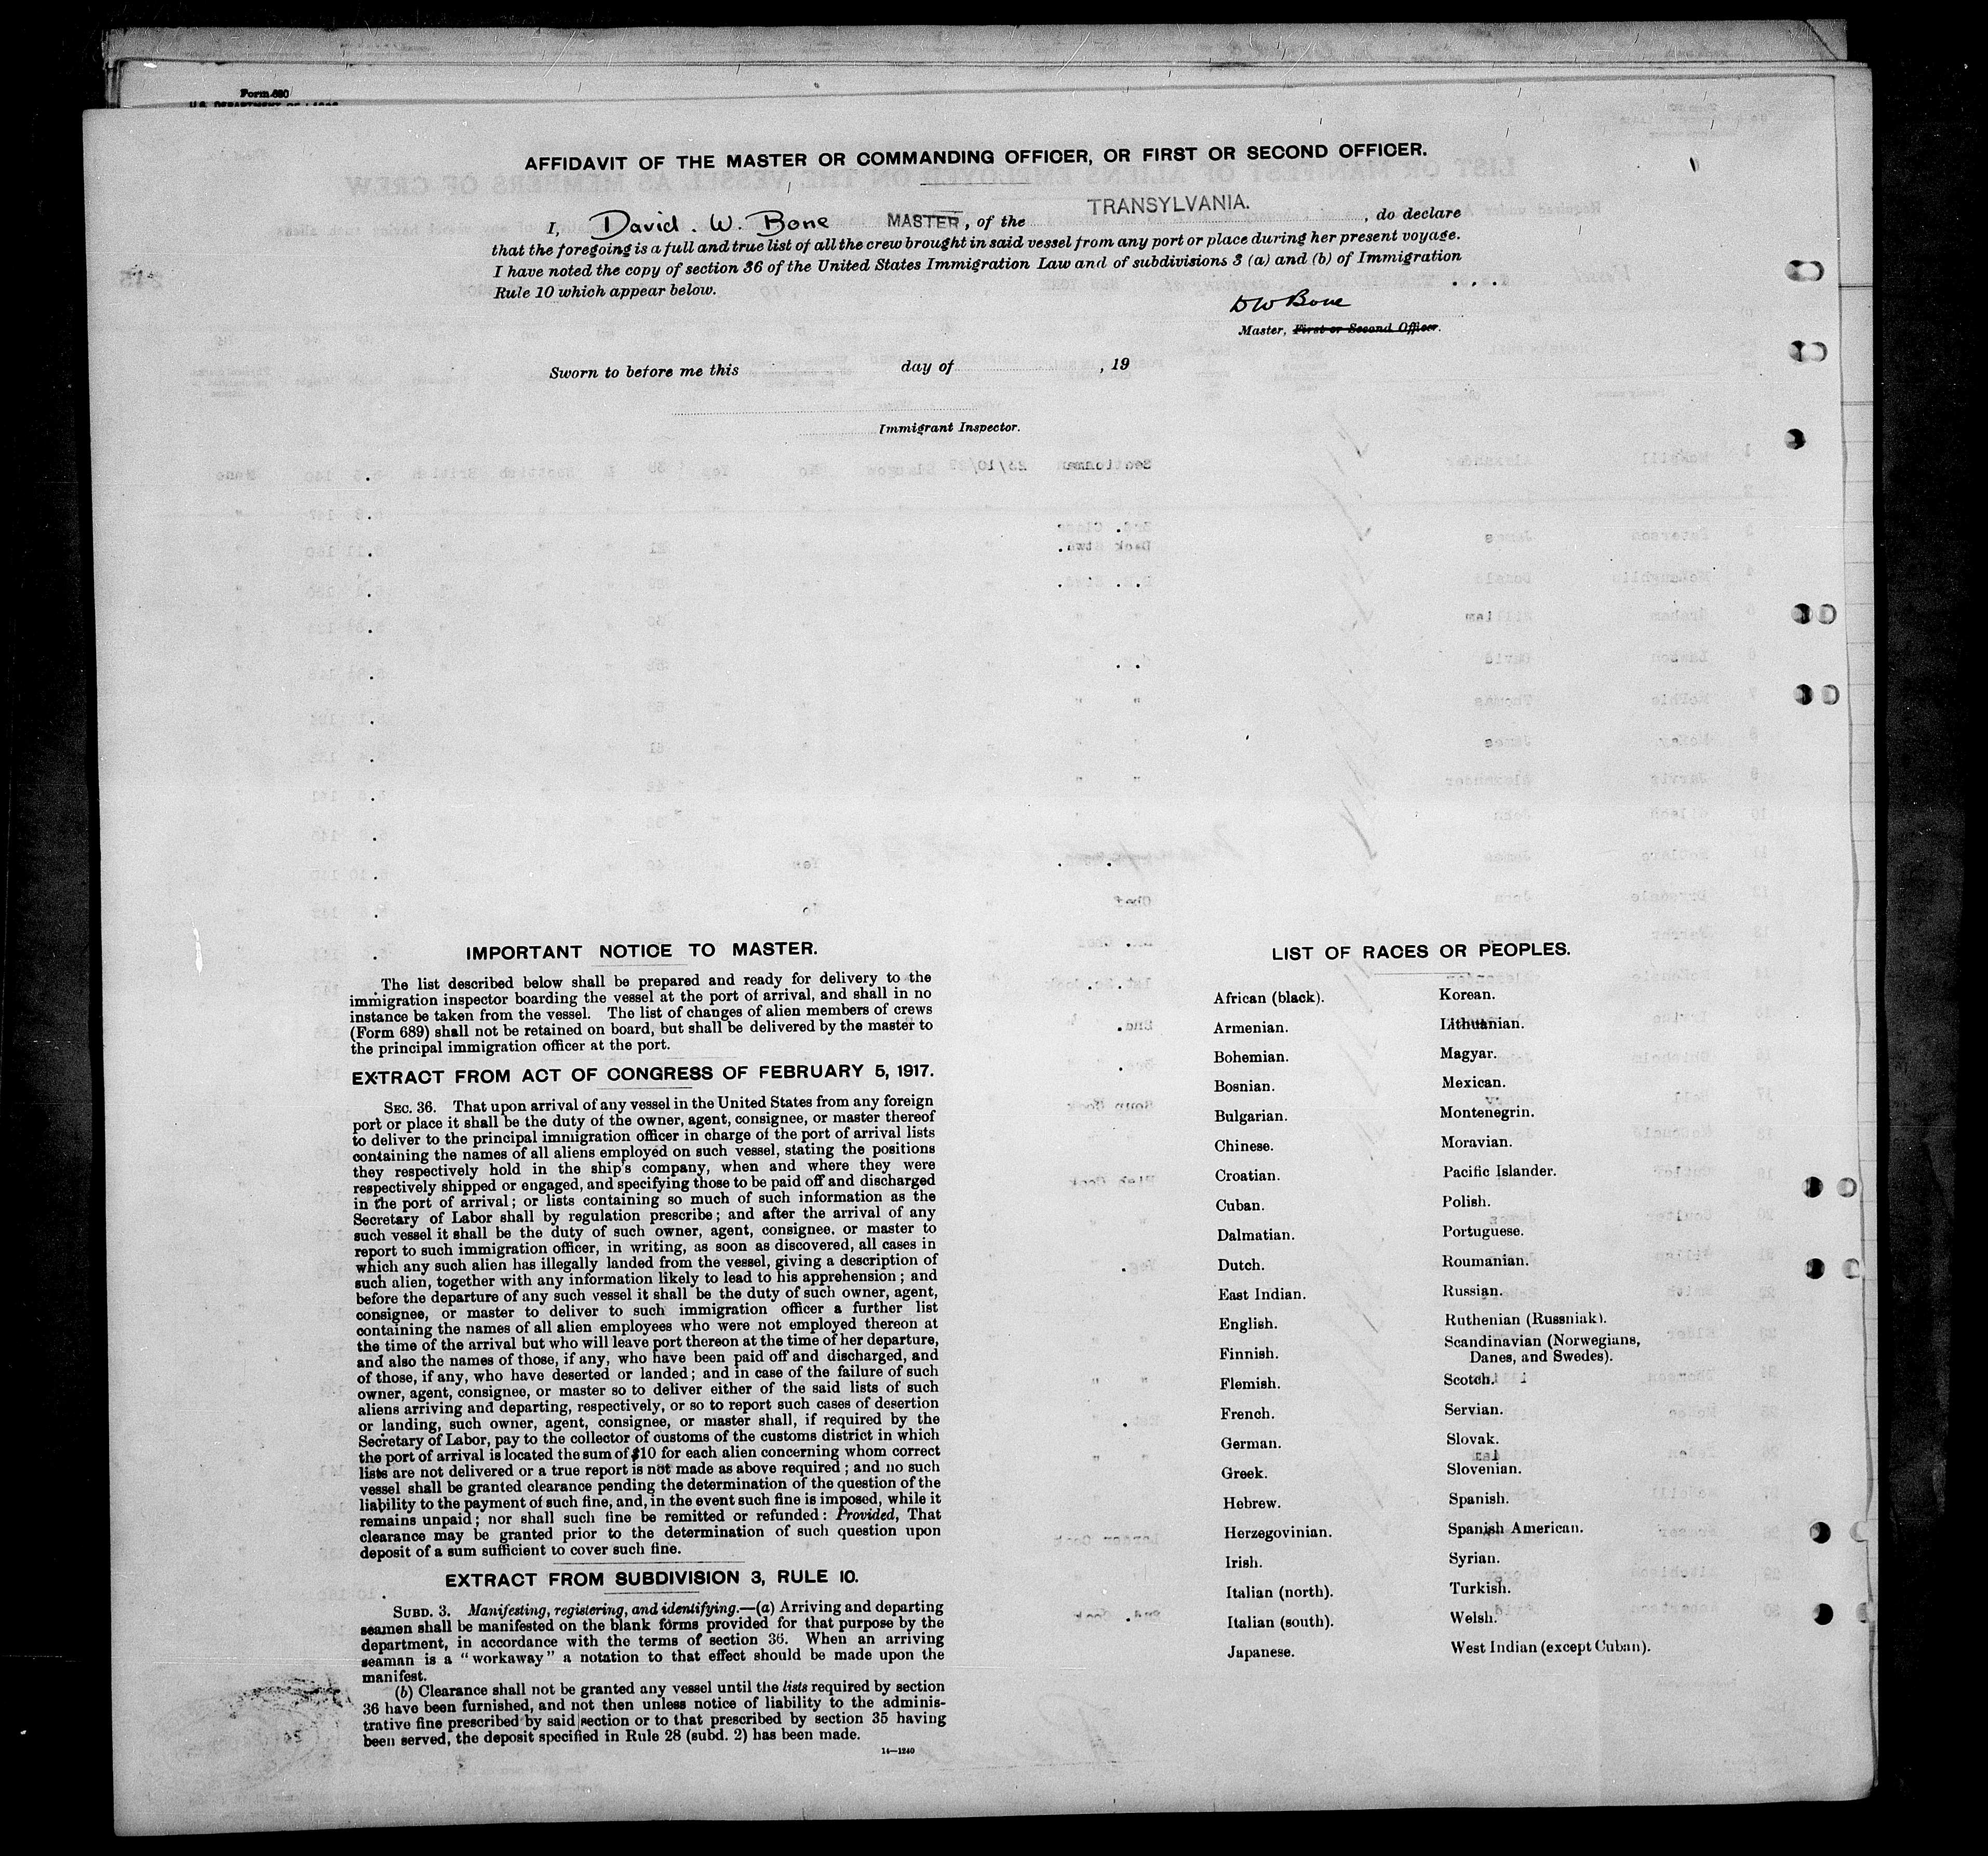 Form 680
U.S. DEPARTMENT OF LABOR
AFFIDAVIT OF THE MASTER OR COMMANDING OFFICER, OR FIRST OR SECOND OFFICER.
I, David. W. Bone MASTER, of the TRANSYLVANIA., do declare
that the foregoing is a full and true list of all the crew brought in said vessel from any port or place during her present voyage.
I have noted the copy of section 36 of the United States Immigration Law and of subdivisions 3 (a) and (b) of Immigration
Rule 10 which appear below.
DW Bone
Master, First or Second Officer.
Sworn to before me this day of , 19
Immigrant Inspector.
IMPORTANT NOTICE TO MASTER.
The list described below shall be prepared and ready for delivery to the
immigration inspector boarding the vessel at the port of arrival, and shall in no
instance be taken from the vessel. The list of changes of alien members of crews
(Form 689) shall not be retained on board, but shall be delivered by the master to
the principal immigration officer at the port.
EXTRACT FROM ACT OF CONGRESS OF FEBRUARY 5, 1917.
SEC. 36. That upon arrival of any vessel in the United States from any foreign
port or place it shall be the duty of the owner, agent, consignee, or master thereof
to deliver to the principal immigration officer in charge of the port of arrival lists
containing the names of all aliens employed on such vessel, stating the positions
they respectively hold in the ship's company, when and where they were
respectively shipped or engaged, and specifying those to be paid off and discharged
in the port of arrival; or lists containing so much of such information as the
Secretary of Labor shall by regulation prescribe; and after the arrival of any
such vessel it shall be the duty of such owner, agent, consignee, or master to
report to such immigration officer, in writing, as soon as discovered, all cases in
which any such alien has illegally landed from the vessel, giving a description of
such alien, together with any information likely to lead to his apprehension; and
before the departure of any such vessel it shall be the duty of such owner, agent,
consignee, or master to deliver to such immigration officer a further list
containing the names of all alien employees who were not employed thereon at
the time of the arrival but who will leave port thereon at the time of her departure,
and also the names of those, if any, who have been paid off and discharged, and
of those, if any, who have deserted or landed; and in case of the failure of such
owner, agent, consignee, or master so to deliver either of the said lists of such
aliens arriving and departing, respectively, or so to report such cases of desertion
or landing, such owner, agent, consignee, or master shall, if required by the
Secretary of Labor, pay to the collector of customs of the customs district in which
the port of arrival is located the sum of $10 for each alien concerning whom correct
lists are not delivered or a true report is not made as above required; and no such
vessel shall be granted clearance pending the determination of the question of the
liability to the payment of such fine, and, in the event such fine is imposed, while it
remains unpaid; nor shall such fine be remitted or refunded: Provided, That
clearance may be granted prior to the determination of such question upon
deposit of a sum sufficient to cover such fine.
EXTRACT FROM SUBDIVISION 3, RULE 10.
SUBD. 3. Manifesting, registering, and identifying.—(a) Arriving and departing
seamen shall be manifested on the blank forms provided for that purpose by the
department, in accordance with the terms of section 36. When an arriving
seaman is a "workaway" a notation to that effect should be made upon the
manifest.
(b) Clearance shall not be granted any vessel until the lists required by section
36 have been furnished, and not then unless notice of liability to the adminis-
trative fine prescribed by said section or to that prescribed by section 35 having
been served, the deposit specified in Rule 28 (subd. 2) has been made.
14—1240
LIST OF RACES OR PEOPLES.
African (black).
Armenian.
Bohemian.
Bosnian.
Bulgarian.
Chinese.
Croatian.
Cuban.
Dalmatian.
Dutch.
East Indian.
English.
Finnish.
Flemish.
French.
German.
Greek.
Hebrew.
Herzegovinian.
Irish.
Italian (north).
Italian (south).
Japanese.
Korean.
Lithuanian.
Magyar.
Mexican.
Montenegrin.
Moravian.
Pacific Islander.
Polish.
Portuguese.
Roumanian.
Russian.
Ruthenian (Russniak).
Scandinavian (Norwegians,
Danes, and Swedes).
Scotch.
Servian.
Slovak.
Slovenian.
Spanish.
Spanish American.
Syrian.
Turkish.
Welsh.
West Indian (except Cuban).